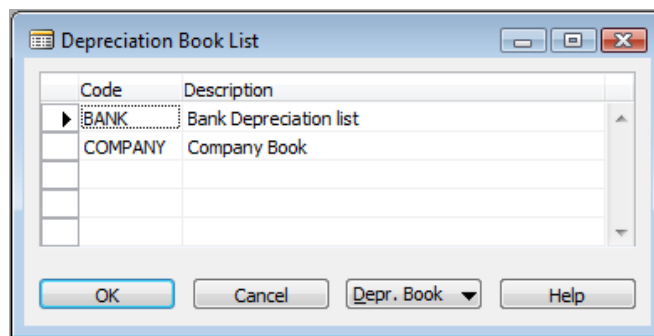 Depreciation Book List
Code Description
BANK Bank Depreciation list
COMPANY Company Book
OK Cancel Depr. Book Help